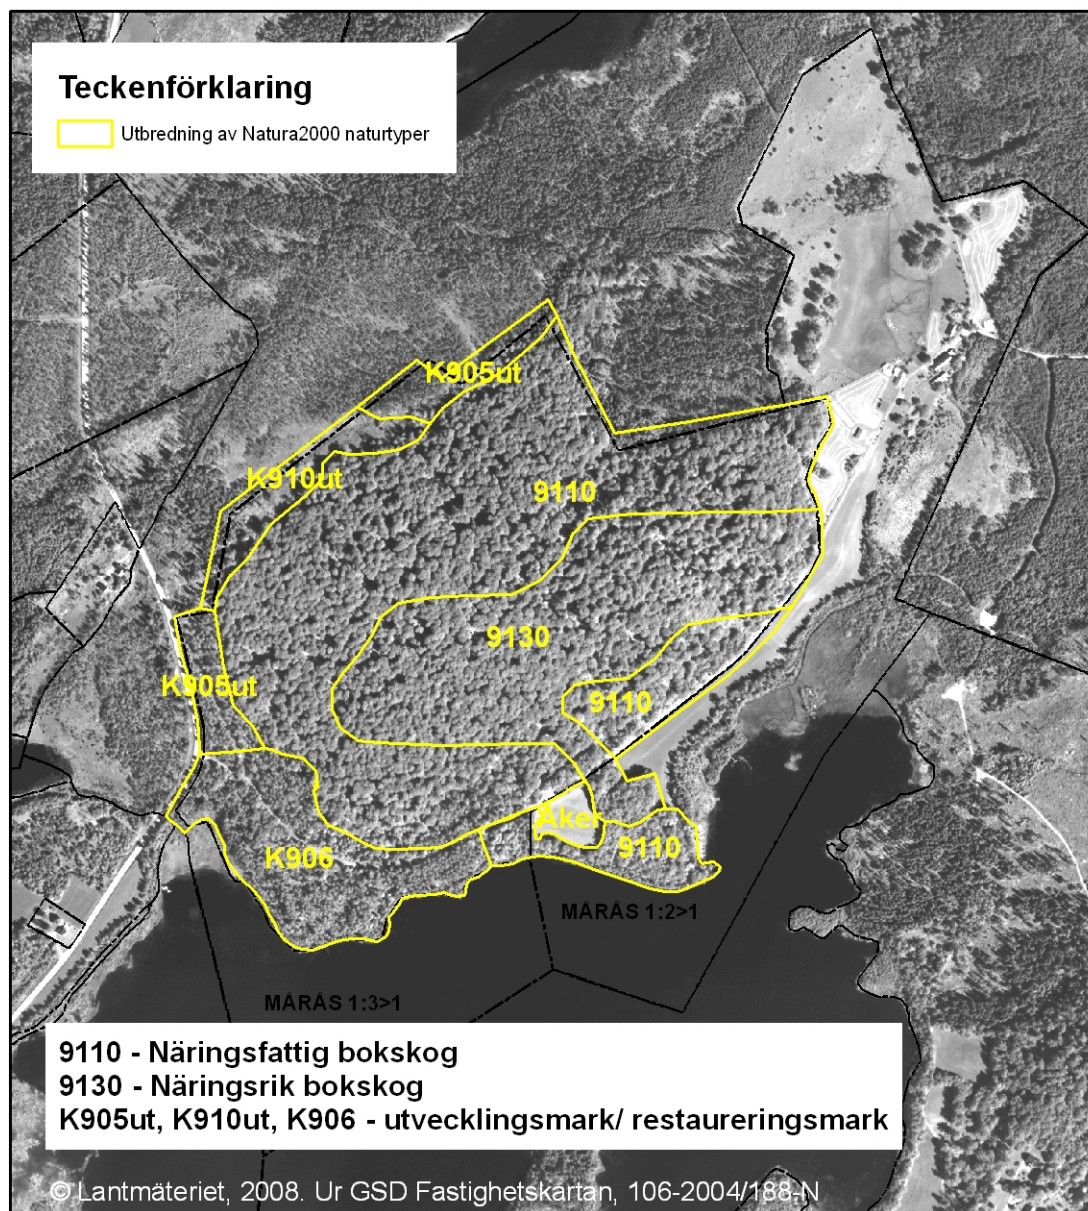 Teckenförklaring
Utbredning av Natura2000 naturtyper
K905ut
K910ut
9110
9130
K905ut
9110
Åker
9110
K906
MÅRÅS 1:2>1
MÅRÅS 1:3>1
9110 - Näringsfattig bokskog
9130 - Näringsrik bokskog
K905ut, K910ut, K906 - utvecklingsmark/ restaureringsmark
© Lantmäteriet, 2008. Ur GSD Fastighetskartan, 106-2004/188-N